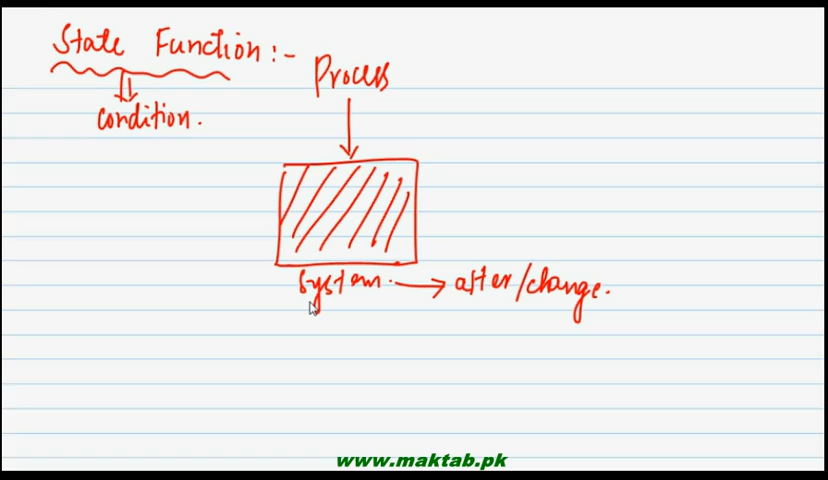 State Function :-
Process
condition.
System. → alter/change.
www.maktab.pk